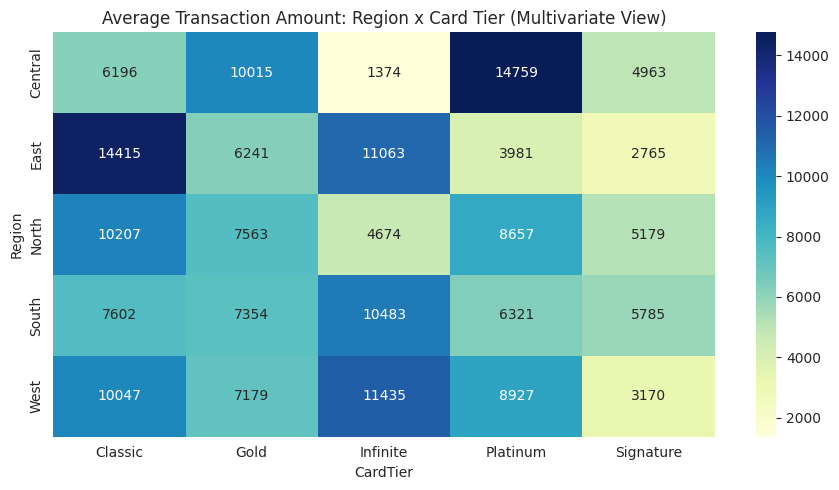 Average Transaction Amount: Region x Card Tier (Multivariate View)
Region
Central 6196 10015 1374 14759 4963
East 14415 6241 11063 3981 2765
North 10207 7563 4674 8657 5179
South 7602 7354 10483 6321 5785
West 10047 7179 11435 8927 3170
Classic Gold Infinite Platinum Signature
CardTier
14000
12000
10000
8000
6000
4000
2000